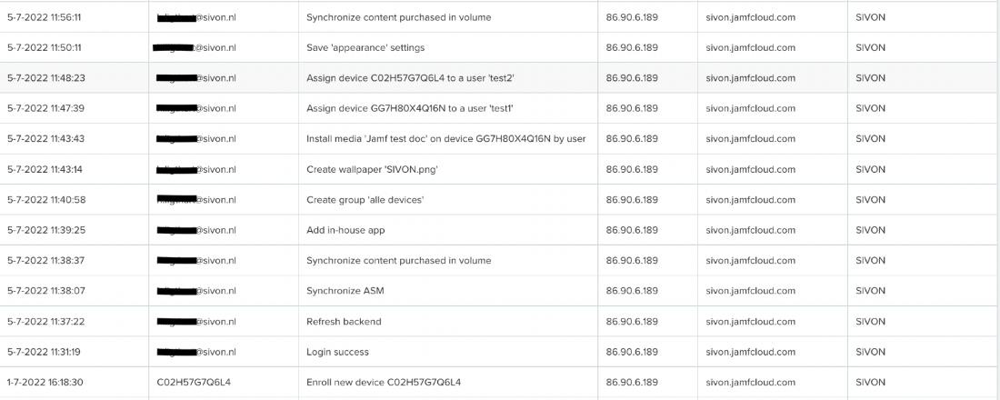 5-7-2022 11:56:11 @sivon.nl Synchronize content purchased in volume 86.90.6.189 sivon.jamfcloud.com SIVON
5-7-2022 11:50:11 @sivon.nl Save 'appearance' settings 86.90.6.189 sivon.jamfcloud.com SIVON
5-7-2022 11:48:23 @sivon.nl Assign device C02H57G7Q6L4 to a user 'test2' 86.90.6.189 sivon.jamfcloud.com SIVON
5-7-2022 11:47:39 @sivon.nl Assign device GG7H80X4Q16N to a user 'test1' 86.90.6.189 sivon.jamfcloud.com SIVON
5-7-2022 11:43:43 @sivon.nl Install media 'Jamf test doc' on device GG7H80X4Q16N by user 86.90.6.189 sivon.jamfcloud.com SIVON
5-7-2022 11:43:14 @sivon.nl Create wallpaper 'SIVON.png' 86.90.6.189 sivon.jamfcloud.com SIVON
5-7-2022 11:40:58 @sivon.nl Create group 'alle devices' 86.90.6.189 sivon.jamfcloud.com SIVON
5-7-2022 11:39:25 @sivon.nl Add in-house app 86.90.6.189 sivon.jamfcloud.com SIVON
5-7-2022 11:38:37 @sivon.nl Synchronize content purchased in volume 86.90.6.189 sivon.jamfcloud.com SIVON
5-7-2022 11:38:07 @sivon.nl Synchronize ASM 86.90.6.189 sivon.jamfcloud.com SIVON
5-7-2022 11:37:22 @sivon.nl Refresh backend 86.90.6.189 sivon.jamfcloud.com SIVON
5-7-2022 11:31:19 @sivon.nl Login success 86.90.6.189 sivon.jamfcloud.com SIVON
1-7-2022 16:18:30 C02H57G7Q6L4 Enroll new device C02H57G7Q6L4 86.90.6.189 sivon.jamfcloud.com SIVON